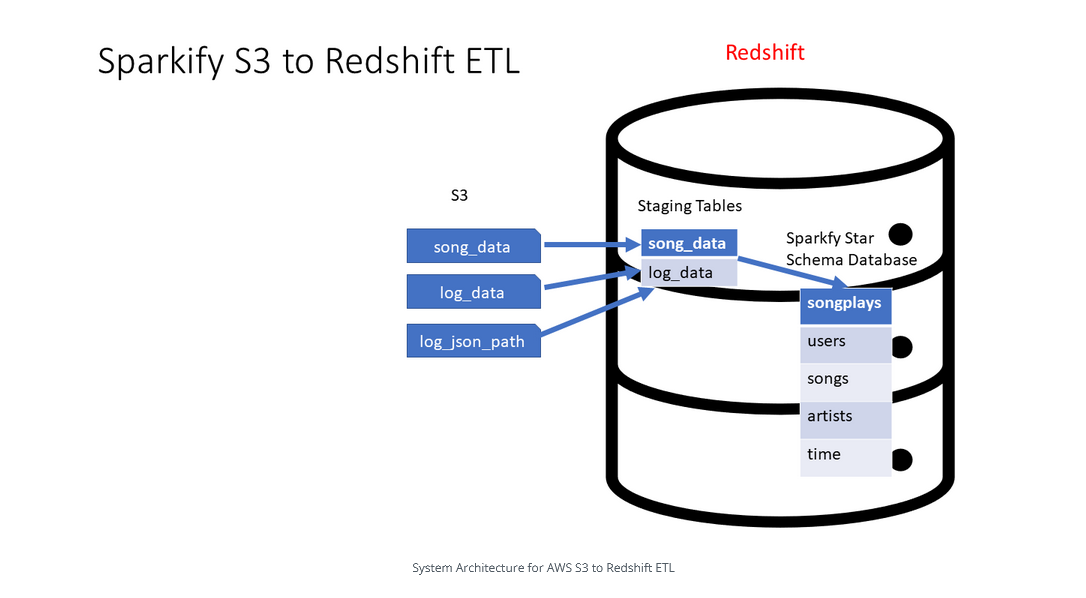 Sparkify S3 to Redshift ETL
Redshift
S3
song_data
log_data
log_json_path
Staging Tables
song_data
log_data
Sparkfy Star
Schema Database
songplays
users
songs
artists
time
System Architecture for AWS S3 to Redshift ETL